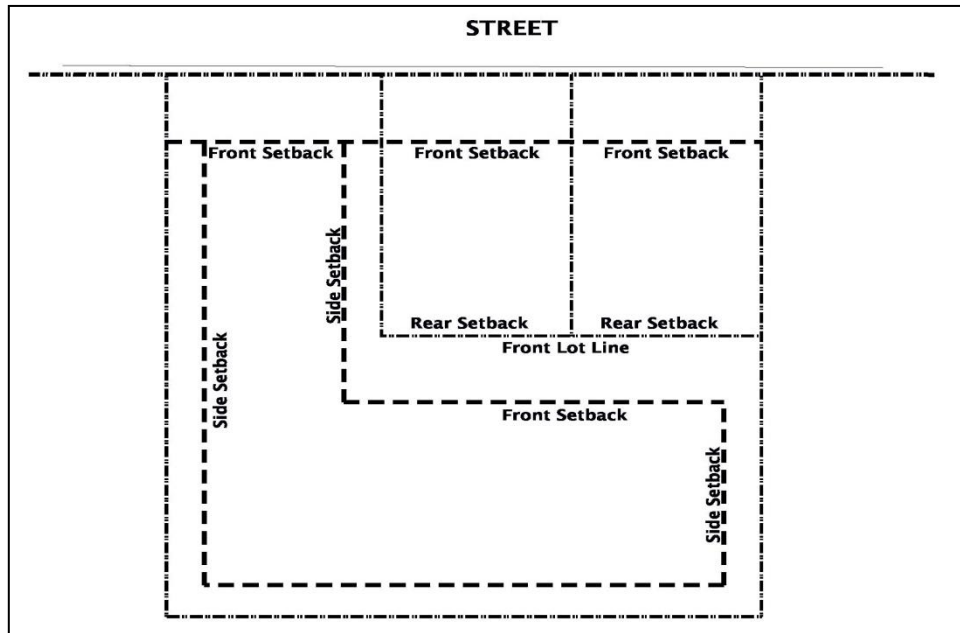 STREET
Front Setback
Front Setback
Front Setback
Side Setback
Rear Setback
Rear Setback
Front Lot Line
Side Setback
Front Setback
Side Setback